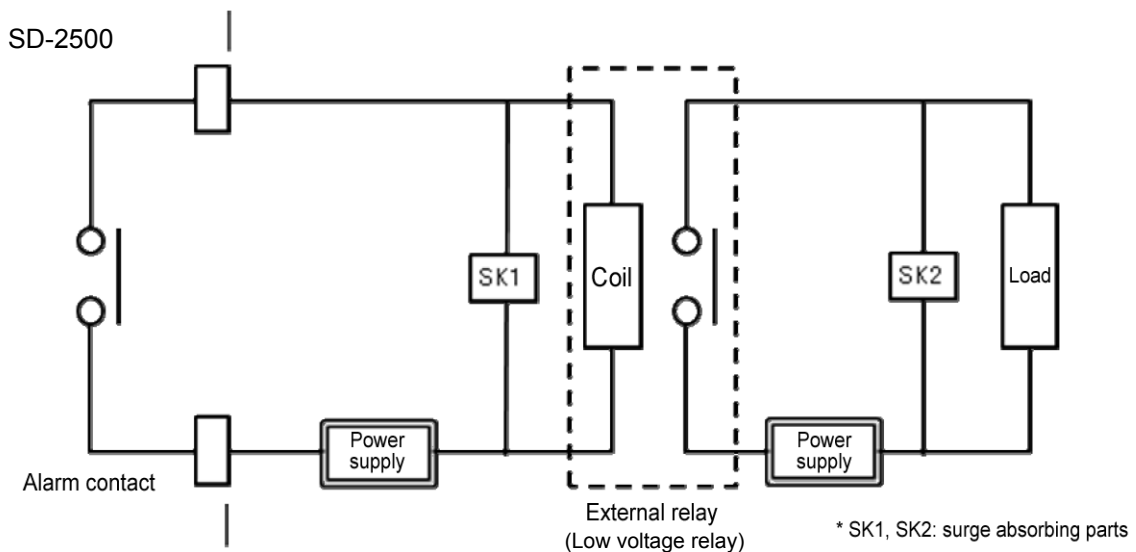 SD-2500
SK1
Coil
SK2
Load
Power
supply
Power
supply
Alarm contact
External relay
(Low voltage relay)
* SK1, SK2: surge absorbing parts